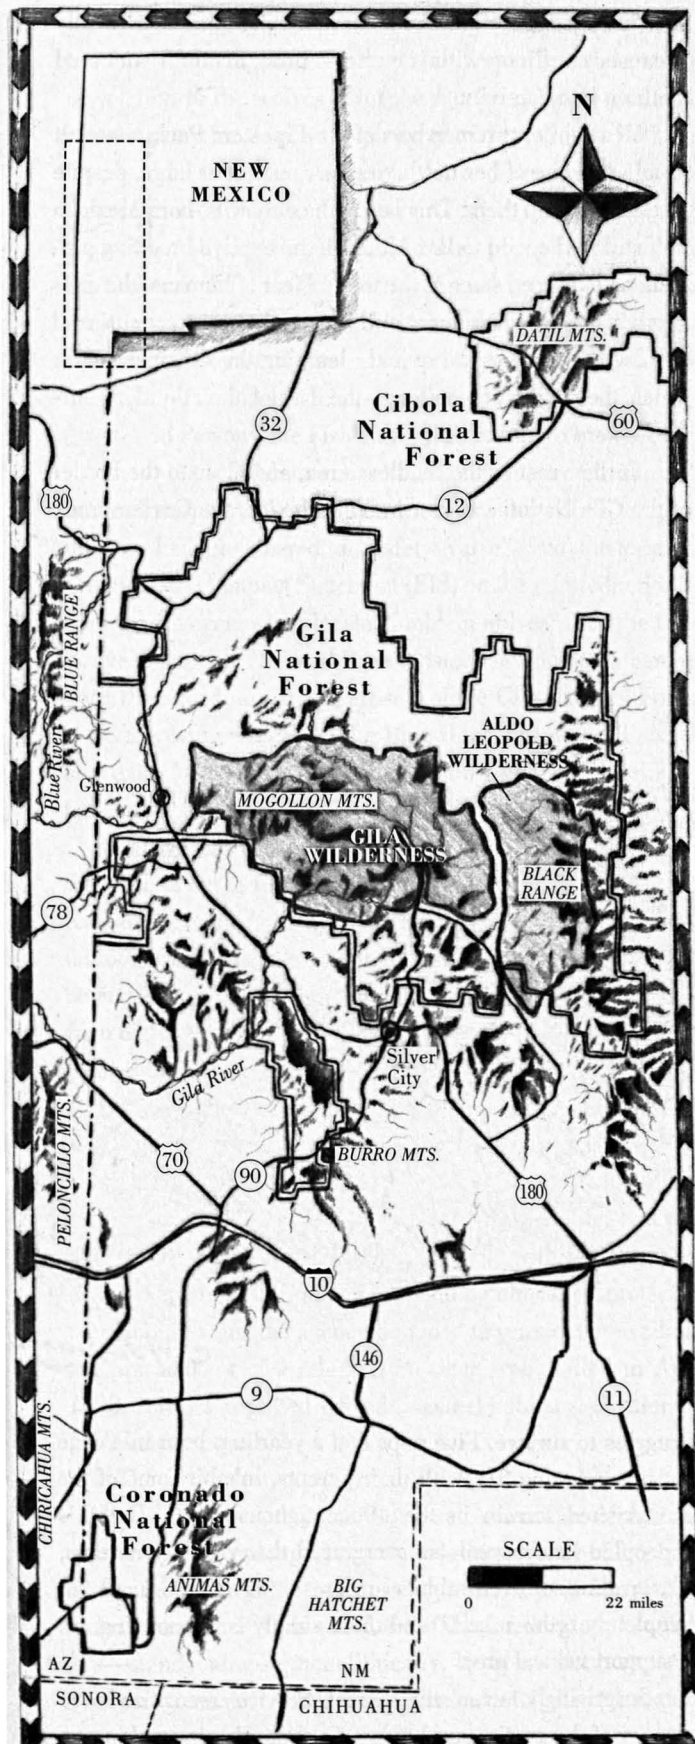 NEW
MEXICO
N
DATIL MTS.
Cibola
National
Forest
60
32
12
180
BLUE RANGE
Gila
National
Forest
ALDO
LEOPOLD
WILDERNESS
Blue River
Glenwood
MOGOLLON MTS.
GILA
WILDERNESS
BLACK
RANGE
78
Silver
City
Gila River
PELONCILLO MTS.
BURRO MTS.
70
90
180
10
146
9
11
CHIRICAHUA MTS.
Coronado
National
Forest
ANIMAS MTS.
BIG
HATCHET
MTS.
SCALE
0 22 miles
AZ
NM
SONORA
CHIHUAHUA